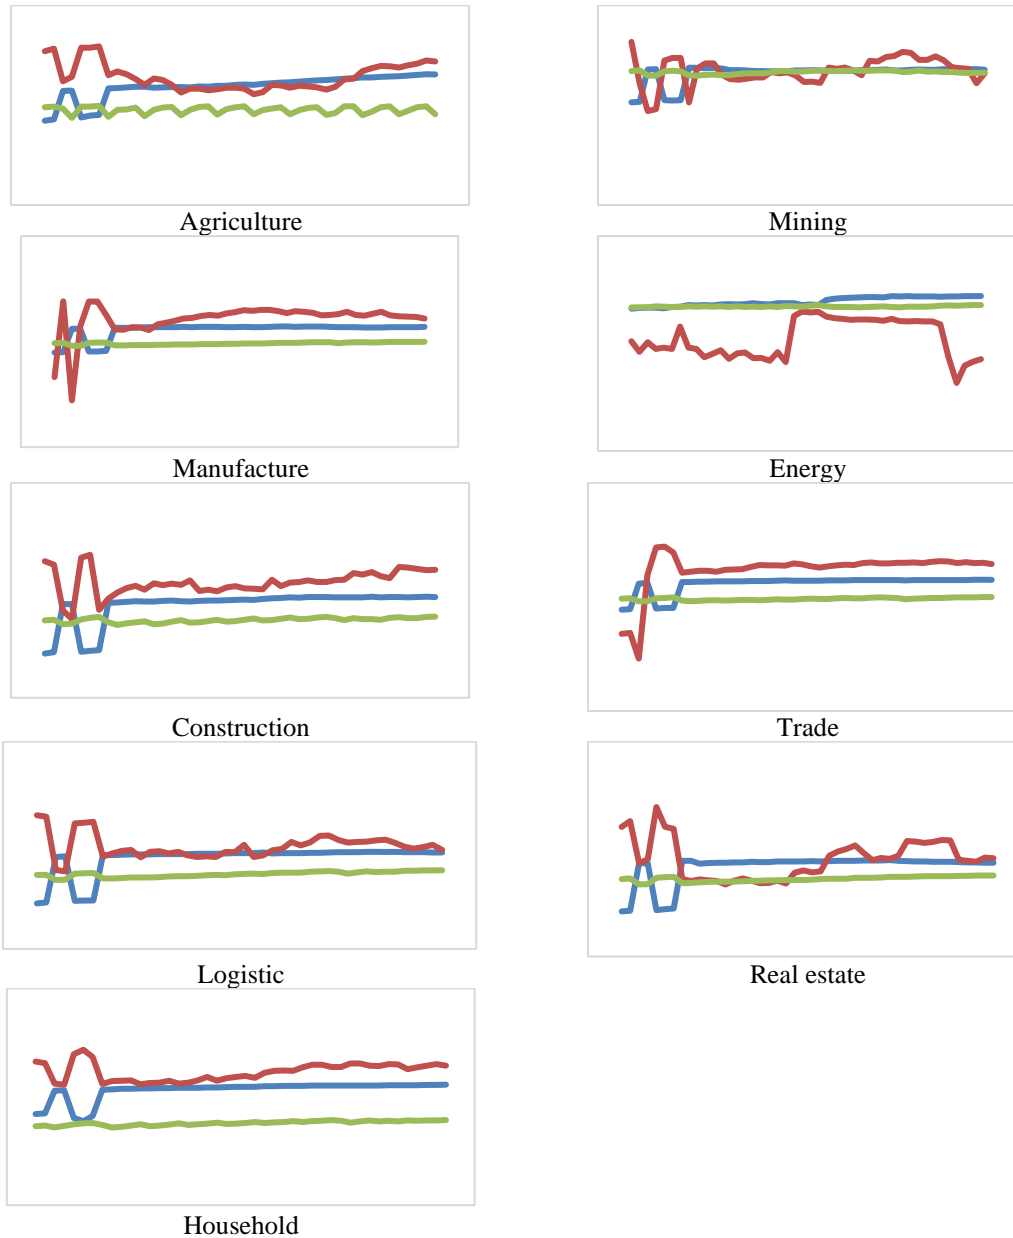 Agriculture
Mining
Manufacture
Energy
Construction
Trade
Logistic
Real estate
Household